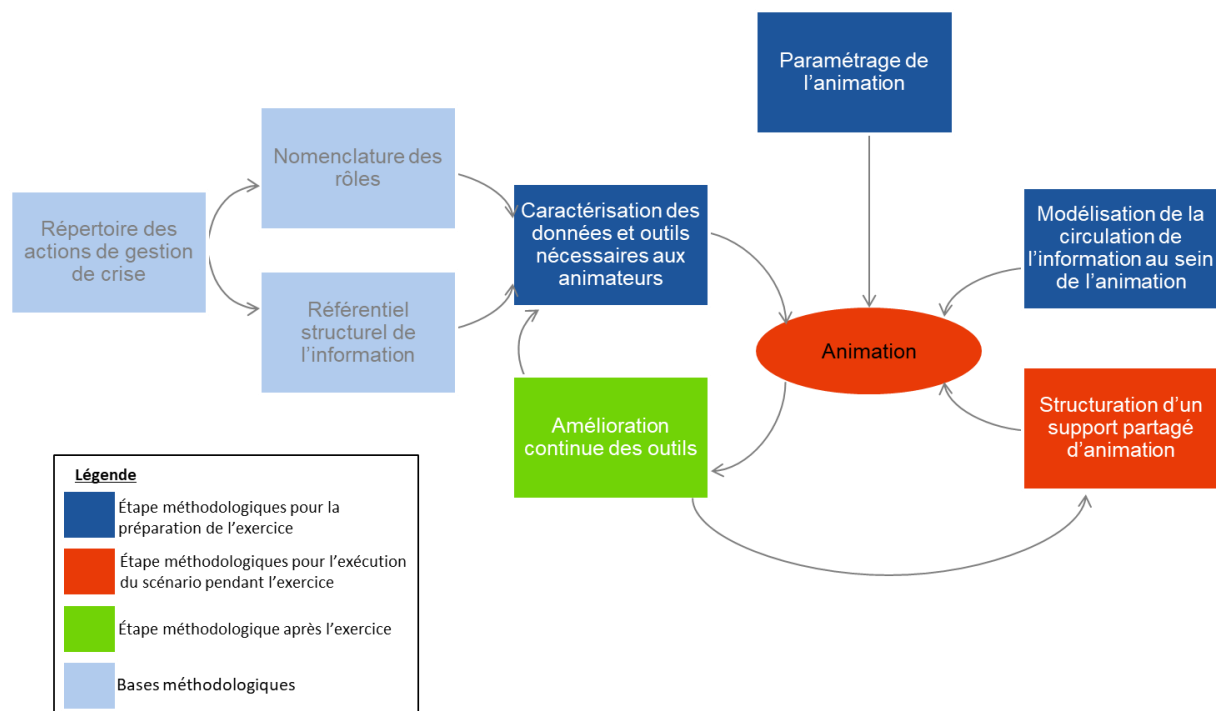 Paramétrage de
l'animation
Nomenclature des
rôles
Répertoire des
actions de gestion
de crise
Caractérisation des
données et outils
nécessaires aux
animateurs
Modélisation de la
circulation de
l'information au sein
de l'animation
Référentiel
structurel de
l'information
Animation
Amélioration
continue des outils
Structuration d'un
support partagé
d'animation
Légende
Étape méthodologiques pour la
préparation de l'exercice
Étape méthodologiques pour l'exécution
du scénario pendant l'exercice
Étape méthodologique après l'exercice
Bases méthodologiques